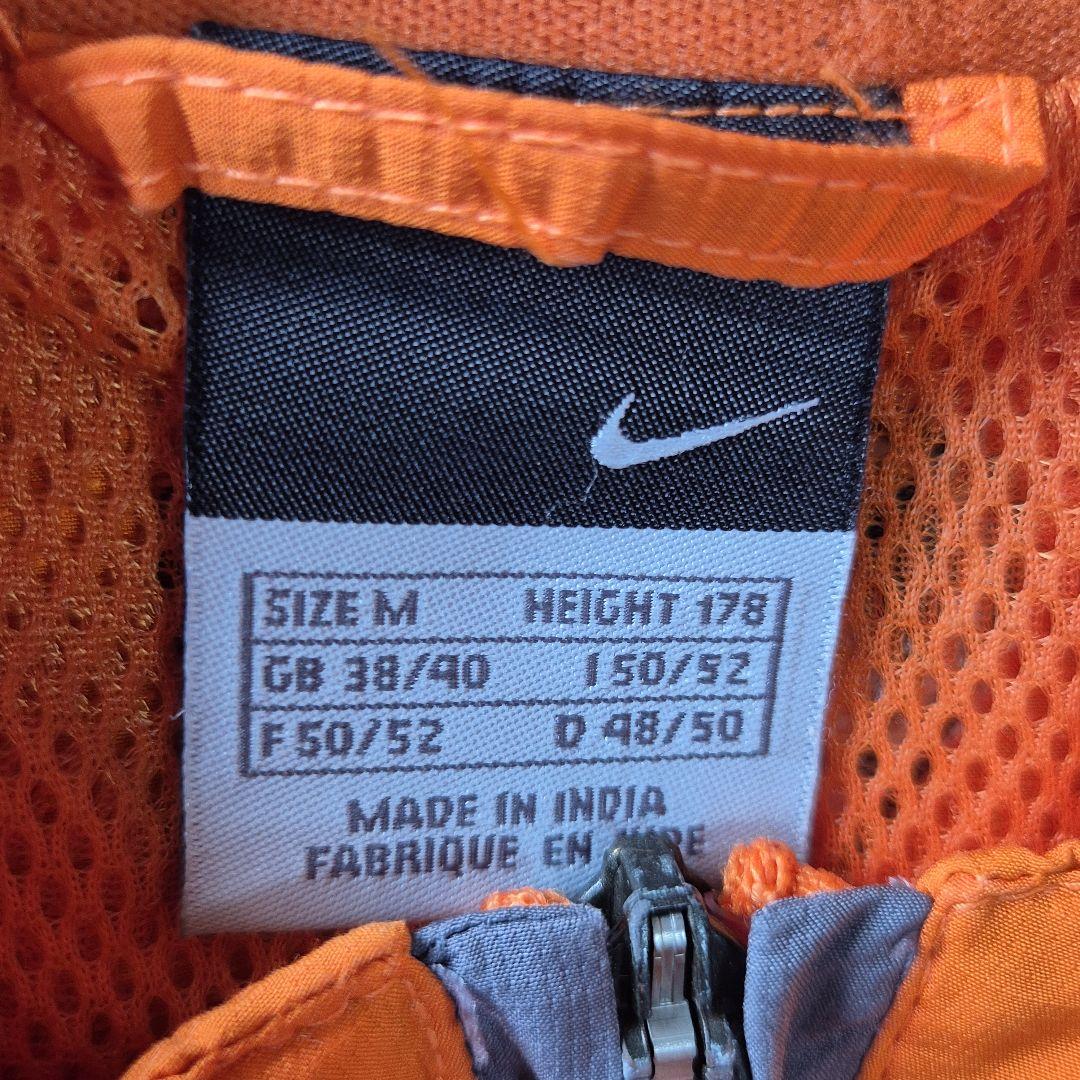 SIZE M HEIGHT 178
GB 38/40 I 50/52
F 50/52 D 48/50
MADE IN INDIA
FABRIQUE EN